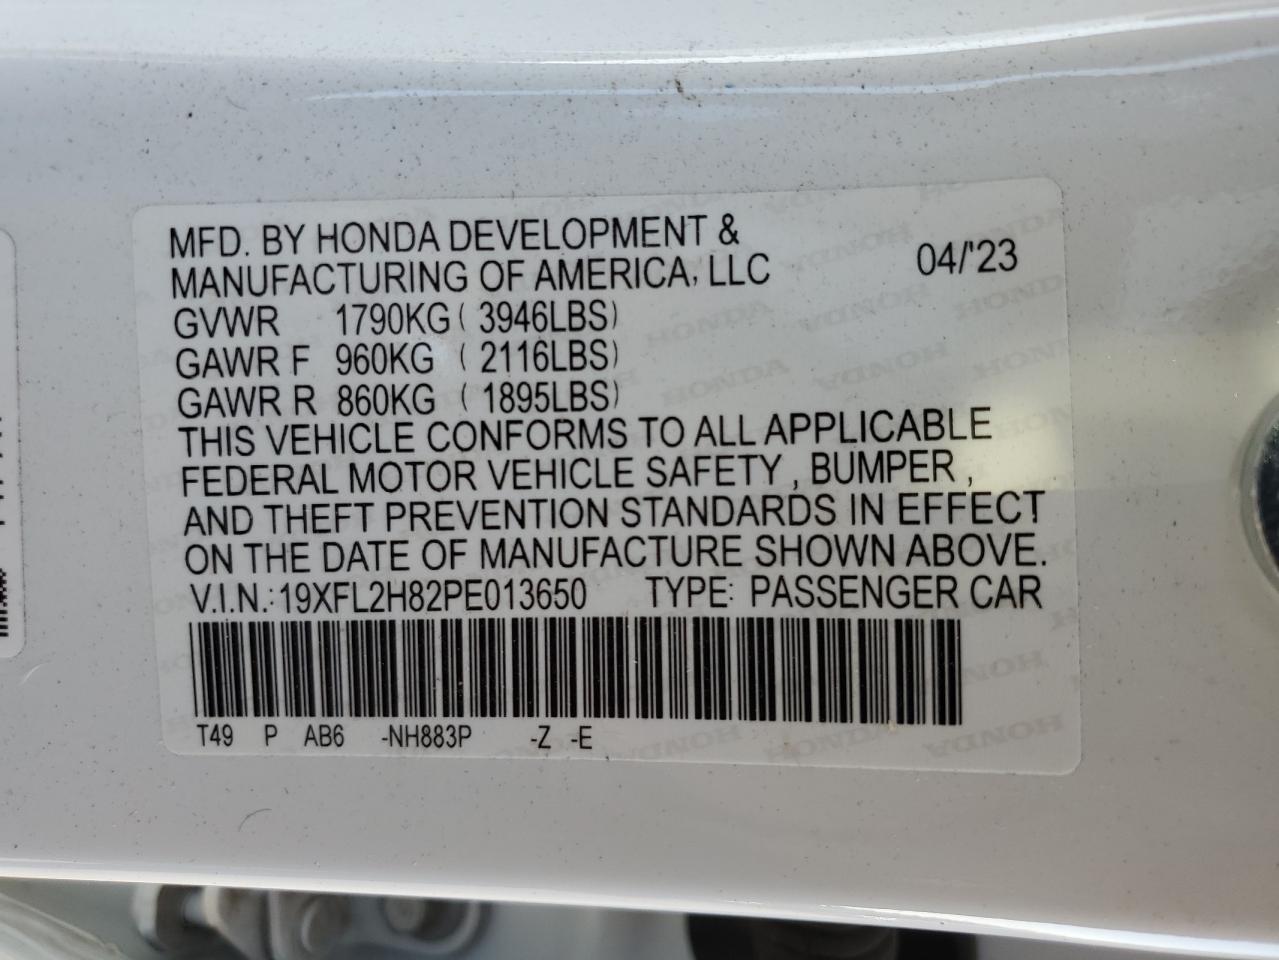 MFD. BY HONDA DEVELOPMENT &
MANUFACTURING OF AMERICA, LLC 04/'23
GVWR 1790KG ( 3946LBS)
GAWR F 960KG ( 2116LBS)
GAWR R 860KG ( 1895LBS)
THIS VEHICLE CONFORMS TO ALL APPLICABLE
FEDERAL MOTOR VEHICLE SAFETY , BUMPER ,
AND THEFT PREVENTION STANDARDS IN EFFECT
ON THE DATE OF MANUFACTURE SHOWN ABOVE.
V.I.N.: 19XFL2H82PE013650 TYPE: PASSENGER CAR
T49 P AB6 -NH883P -Z -E